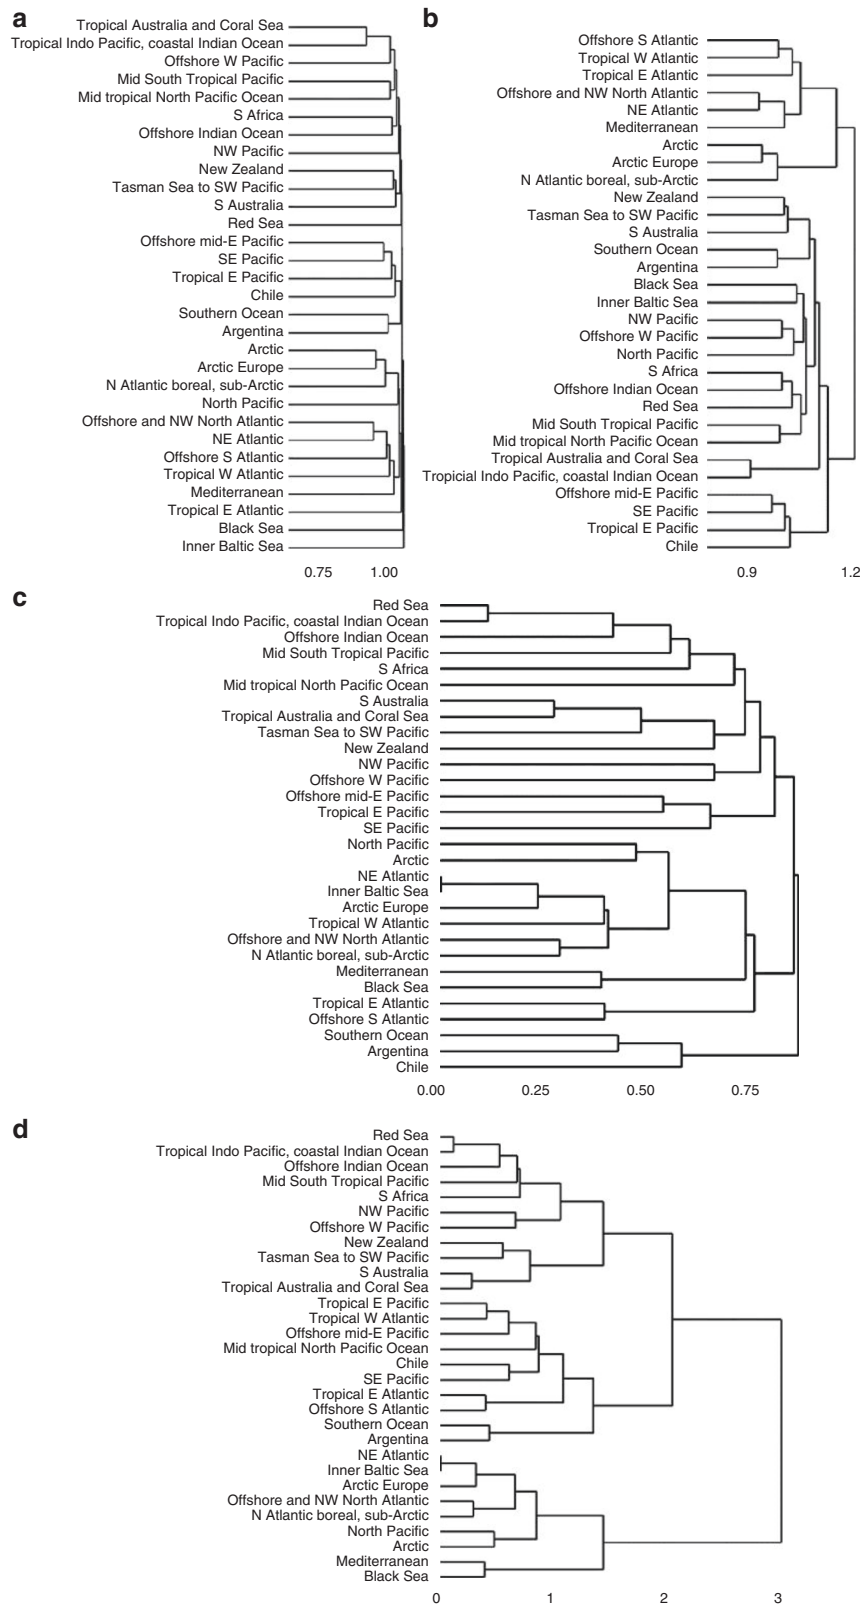 a
Tropical Australia and Coral Sea
Tropical Indo Pacific, coastal Indian Ocean
Offshore W Pacific
Mid South Tropical Pacific
Mid tropical North Pacific Ocean
S Africa
Offshore Indian Ocean
NW Pacific
New Zealand
Tasman Sea to SW Pacific
S Australia
Red Sea
Offshore mid-E Pacific
SE Pacific
Tropical E Pacific
Chile
Southern Ocean
Argentina
Arctic
Arctic Europe
N Atlantic boreal, sub-Arctic
North Pacific
Offshore and NW North Atlantic
NE Atlantic
Offshore S Atlantic
Tropical W Atlantic
Mediterranean
Tropical E Atlantic
Black Sea
Inner Baltic Sea
0.75 1.00
b
Offshore S Atlantic
Tropical W Atlantic
Tropical E Atlantic
Offshore and NW North Atlantic
NE Atlantic
Mediterranean
Arctic
Arctic Europe
N Atlantic boreal, sub-Arctic
New Zealand
Tasman Sea to SW Pacific
S Australia
Southern Ocean
Argentina
Black Sea
Inner Baltic Sea
NW Pacific
Offshore W Pacific
North Pacific
S Africa
Offshore Indian Ocean
Red Sea
Mid South Tropical Pacific
Mid tropical North Pacific Ocean
Tropical Australia and Coral Sea
Tropicial Indo Pacific, coastal Indian Ocean
Offshore mid-E Pacific
SE Pacific
Tropical E Pacific
Chile
0.9 1.2
c
Red Sea
Tropical Indo Pacific, coastal Indian Ocean
Offshore Indian Ocean
Mid South Tropical Pacific
S Africa
Mid tropical North Pacific Ocean
S Australia
Tropical Australia and Coral Sea
Tasman Sea to SW Pacific
New Zealand
NW Pacific
Offshore W Pacific
Offshore mid-E Pacific
Tropical E Pacific
SE Pacific
North Pacific
Arctic
NE Atlantic
Inner Baltic Sea
Arctic Europe
Tropical W Atlantic
Offshore and NW North Atlantic
N Atlantic boreal, sub-Arctic
Mediterranean
Black Sea
Tropical E Atlantic
Offshore S Atlantic
Southern Ocean
Argentina
Chile
0.00 0.25 0.50 0.75
d
Red Sea
Tropical Indo Pacific, coastal Indian Ocean
Offshore Indian Ocean
Mid South Tropical Pacific
S Africa
NW Pacific
Offshore W Pacific
New Zealand
Tasman Sea to SW Pacific
S Australia
Tropical Australia and Coral Sea
Tropical E Pacific
Tropical W Atlantic
Offshore mid-E Pacific
Mid tropical North Pacific Ocean
Chile
SE Pacific
Tropical E Atlantic
Offshore S Atlantic
Southern Ocean
Argentina
NE Atlantic
Inner Baltic Sea
Arctic Europe
Offshore and NW North Atlantic
N Atlantic boreal, sub-Arctic
North Pacific
Arctic
Mediterranean
Black Sea
0 1 2 3